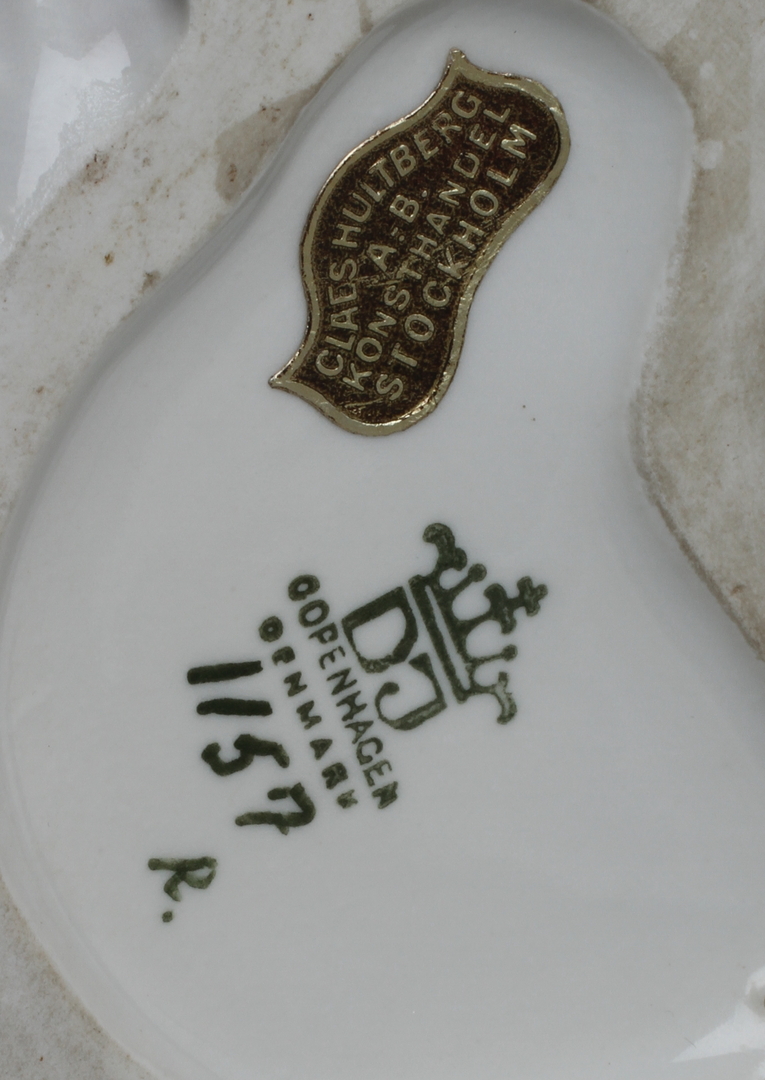 CLAES HULTBERG
A.-B.
KONSTHANDEL
STOCKHOLM
DJ
COPENHAGEN
DENMARK
1157
R.